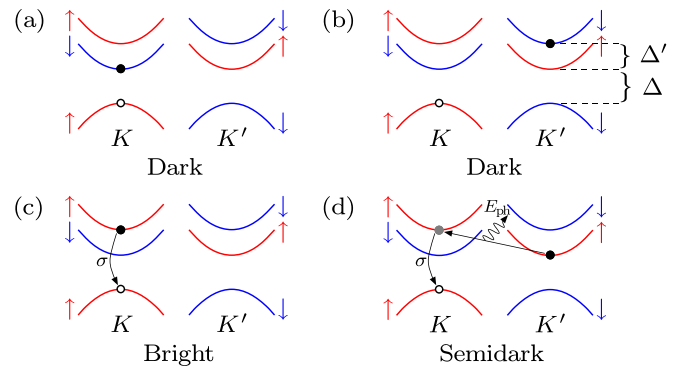 (a) ↑ ↓ ↓ ↑
↑ K K′ ↓
Dark
(b) ↑ ↓ ↓ ↑ } Δ′
} Δ
↑ K K′ ↓
Dark
(c) ↑ ↓ ↓ ↑
σ
↑ K K′ ↓
Bright
(d) ↑ ↓ E_ph ↓ ↑
σ
↑ K K′ ↓
Semidark